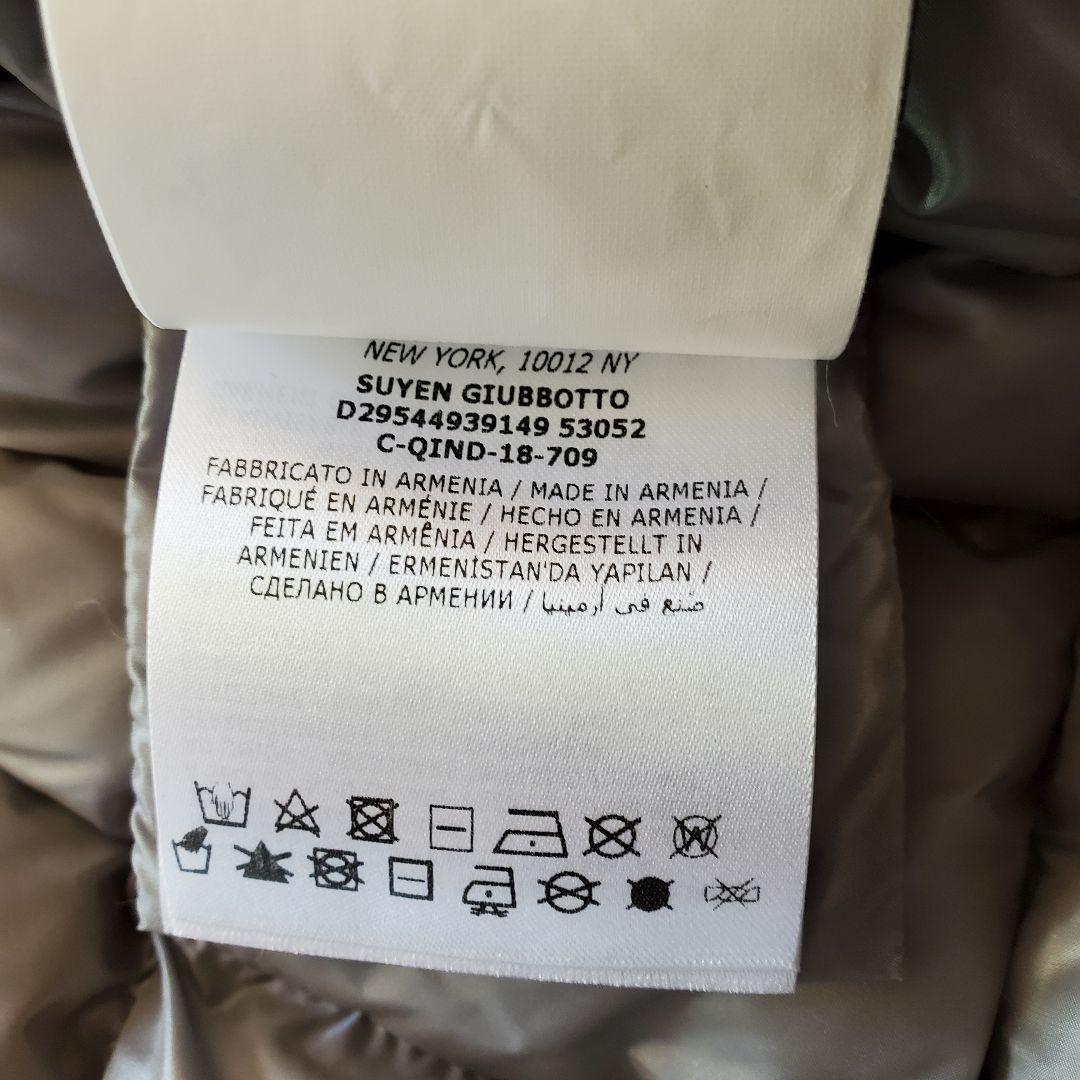 NEW YORK, 10012 NY
SUYEN GIUBBOTTO
D29544939149 53052
C-QIND-18-709
FABBRICATO IN ARMENIA / MADE IN ARMENIA /
FABRIQUÉ EN ARMÉNIE / HECHO EN ARMENIA /
FEITA EM ARMÊNIA / HERGESTELLT IN
ARMENIEN / ERMENİSTAN'DA YAPILAN /
СДЕЛАНО В АРМЕНИИ / صنع في أرمينيا
W